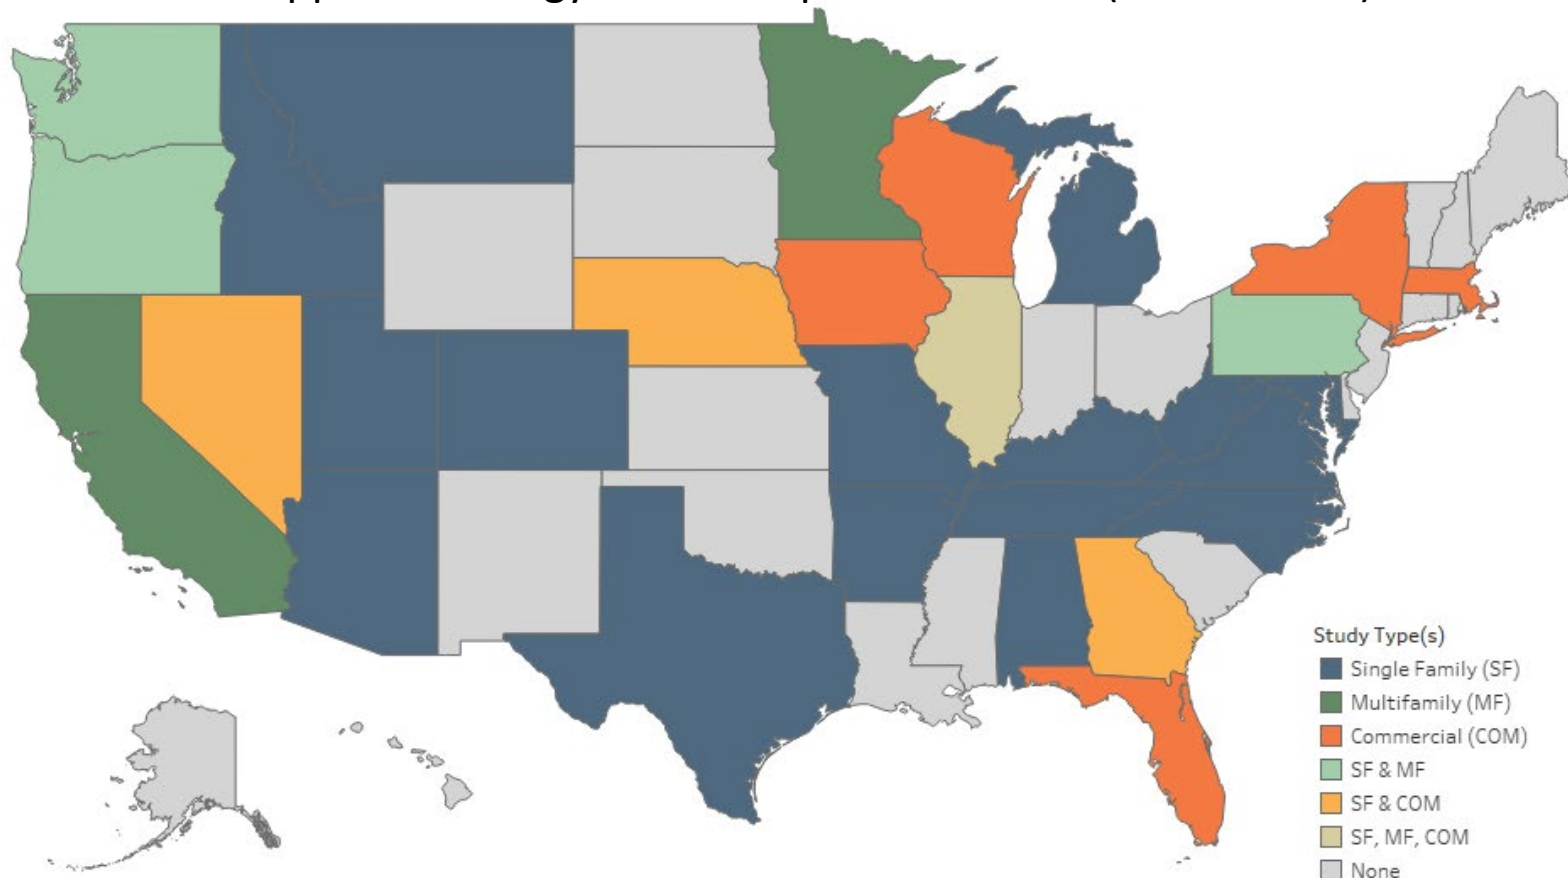 Study Type(s)
Single Family (SF)
Multifamily (MF)
Commercial (COM)
SF & MF
SF & COM
SF, MF, COM
None